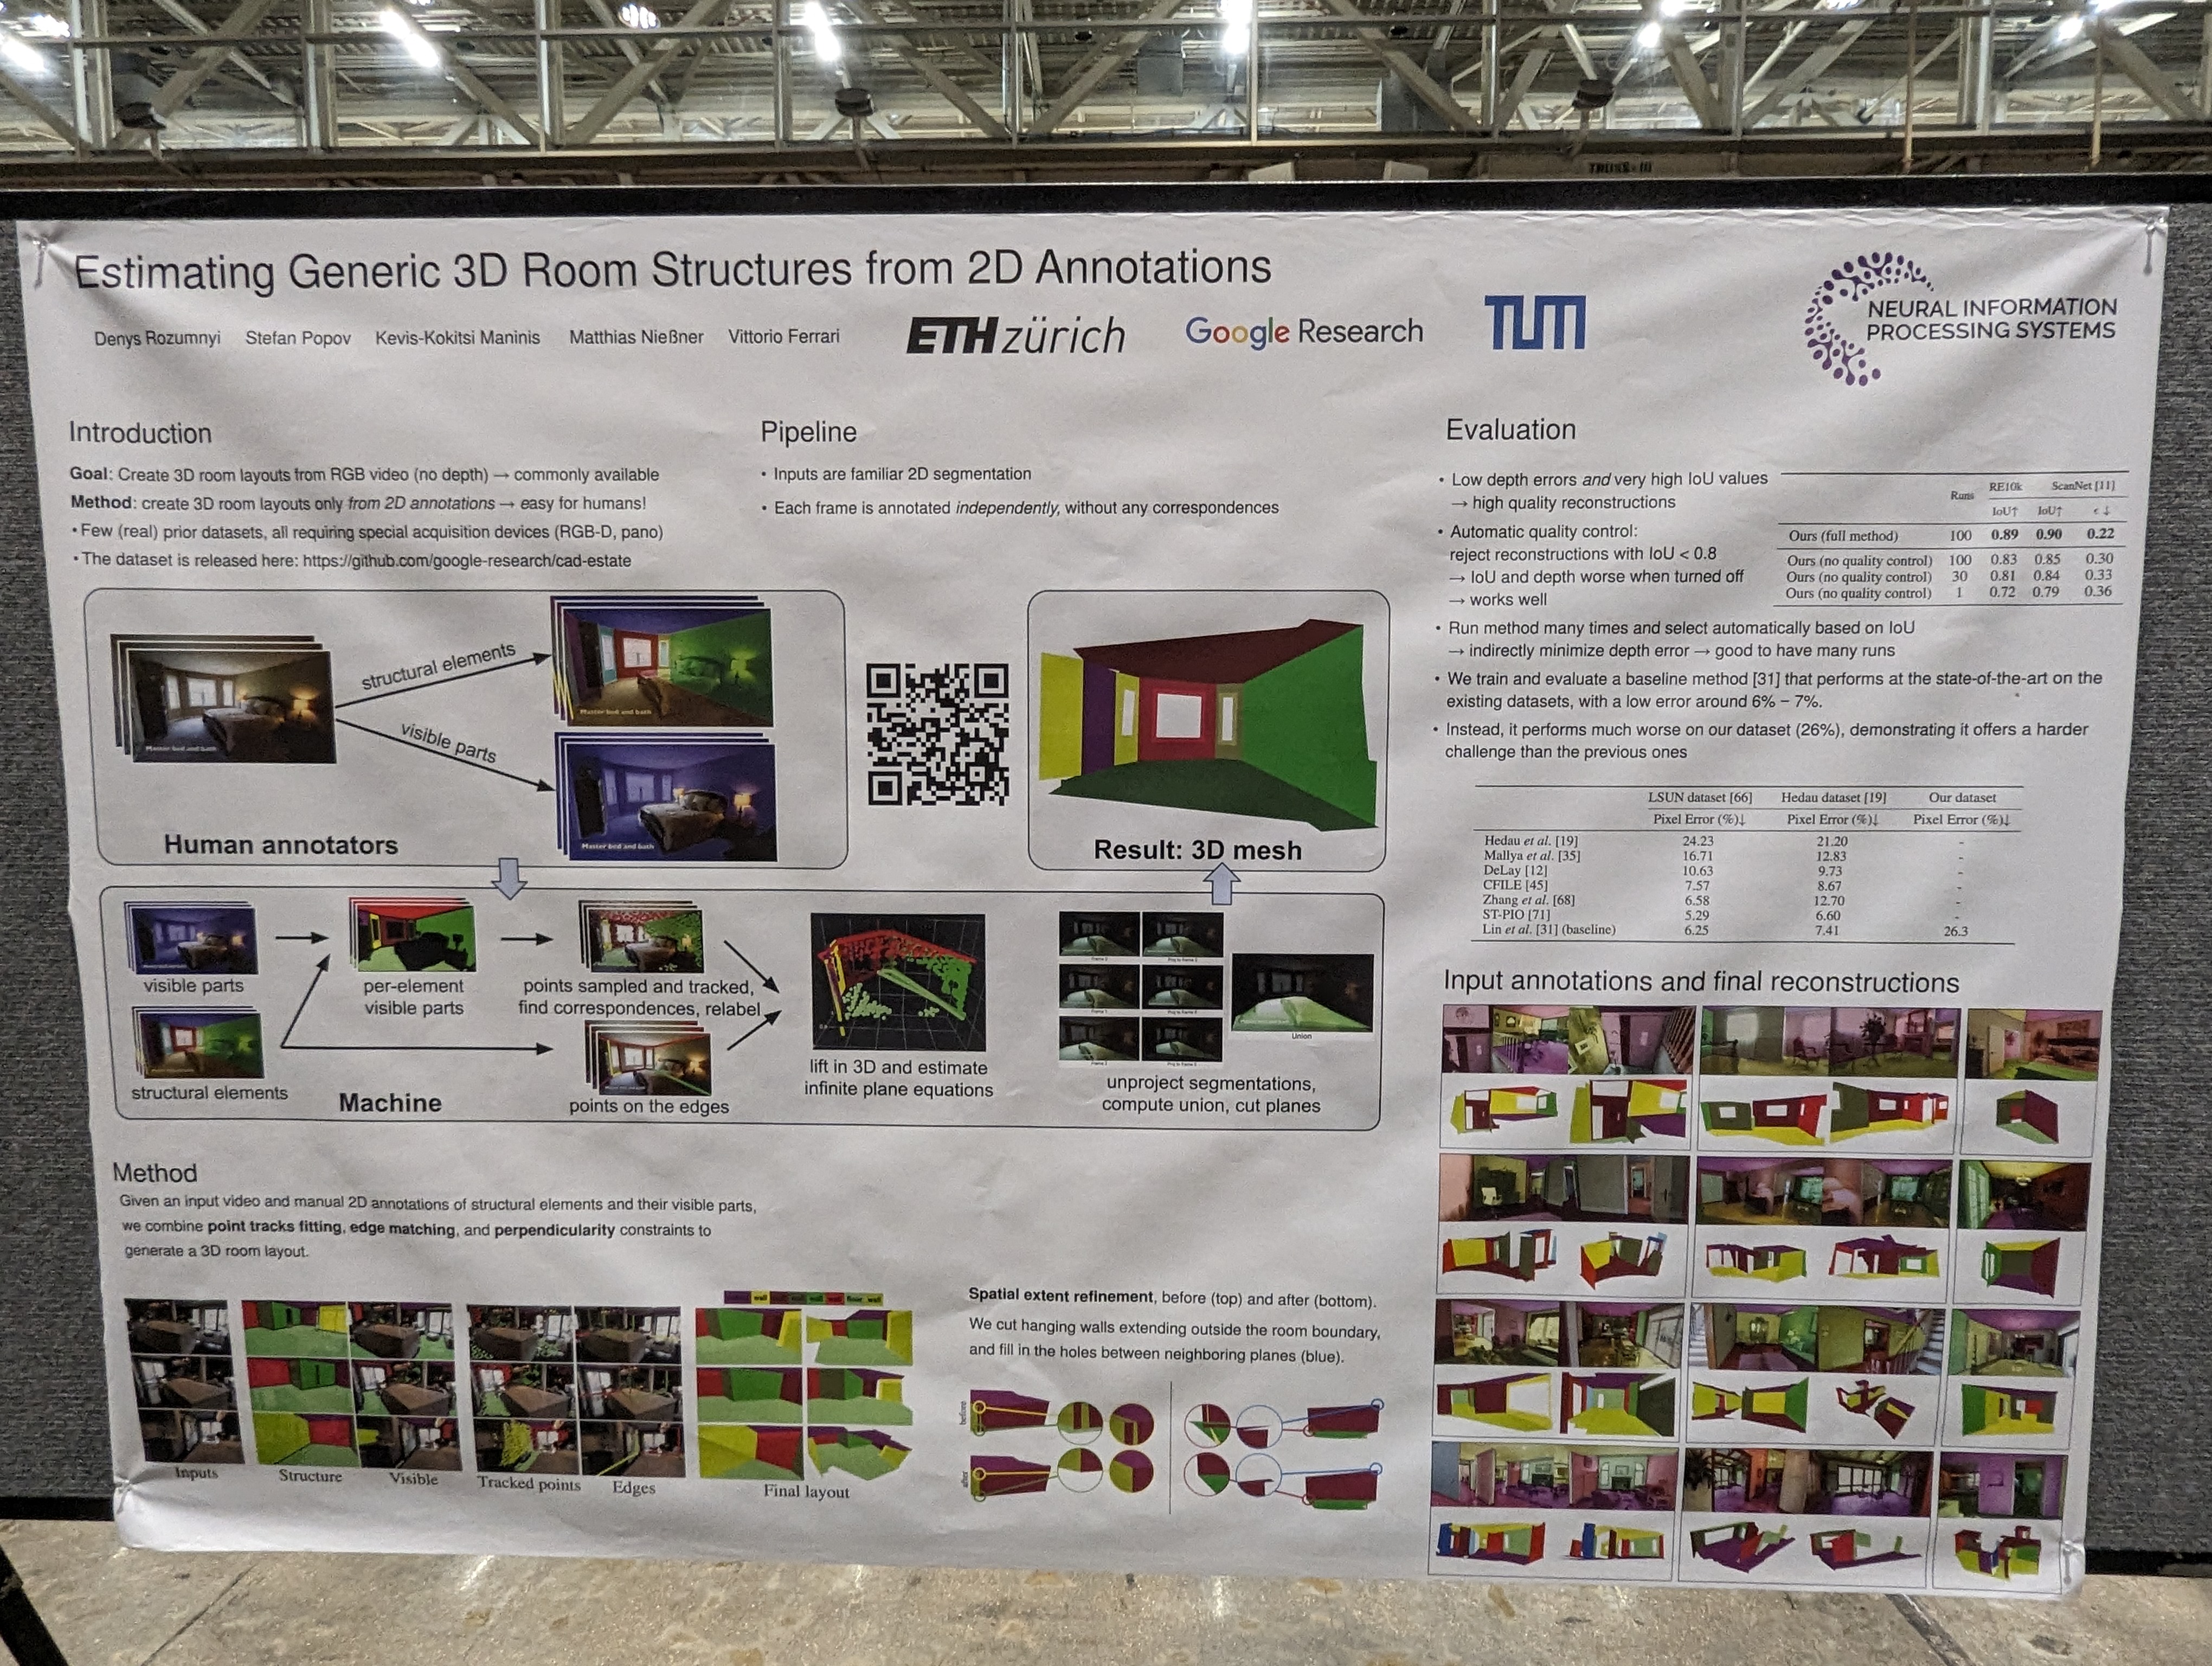 Estimating Generic 3D Room Structures from 2D Annotations
Denys Rozumnyi Stefan Popov Kevis-Kokitsi Maninis Matthias Nießner Vittorio Ferrari
ETH zürich
Google Research
TUM
NEURAL INFORMATION
PROCESSING SYSTEMS
Introduction
Goal: Create 3D room layouts from RGB video (no depth) → commonly available
Method: create 3D room layouts only from 2D annotations → easy for humans!
• Few (real) prior datasets, all requiring special acquisition devices (RGB-D, pano)
• The dataset is released here: https://github.com/google-research/cad-estate
Pipeline
• Inputs are familiar 2D segmentation
• Each frame is annotated independently, without any correspondences
structural elements
visible parts
Master bed and bath
Master bed and bath
Master bed and bath
Human annotators
Result: 3D mesh
visible parts
structural elements
per-element
visible parts
points sampled and tracked,
find correspondences, relabel
points on the edges
Machine
lift in 3D and estimate
infinite plane equations
Union
unproject segmentations,
compute union, cut planes
Method
Given an input video and manual 2D annotations of structural elements and their visible parts,
we combine point tracks fitting, edge matching, and perpendicularity constraints to
generate a 3D room layout.
Inputs Structure Visible Tracked points Edges Final layout
Spatial extent refinement, before (top) and after (bottom).
We cut hanging walls extending outside the room boundary,
and fill in the holes between neighboring planes (blue).
before
after
Evaluation
• Low depth errors and very high IoU values
→ high quality reconstructions
• Automatic quality control:
reject reconstructions with IoU < 0.8
→ IoU and depth worse when turned off
→ works well
Runs RE10k ScanNet [11]
IoU↑ IoU↑ ϵ ↓
Ours (full method) 100 0.89 0.90 0.22
Ours (no quality control) 100 0.83 0.85 0.30
Ours (no quality control) 30 0.81 0.84 0.33
Ours (no quality control) 1 0.72 0.79 0.36
• Run method many times and select automatically based on IoU
→ indirectly minimize depth error → good to have many runs
• We train and evaluate a baseline method [31] that performs at the state-of-the-art on the
existing datasets, with a low error around 6% – 7%.
• Instead, it performs much worse on our dataset (26%), demonstrating it offers a harder
challenge than the previous ones
LSUN dataset [66] Hedau dataset [19] Our dataset
Pixel Error (%)↓ Pixel Error (%)↓ Pixel Error (%)↓
Hedau et al. [19] 24.23 21.20 -
Mallya et al. [35] 16.71 12.83 -
DeLay [12] 10.63 9.73 -
CFILE [45] 7.57 8.67 -
Zhang et al. [68] 6.58 12.70 -
ST-PIO [71] 5.29 6.60 -
Lin et al. [31] (baseline) 6.25 7.41 26.3
Input annotations and final reconstructions